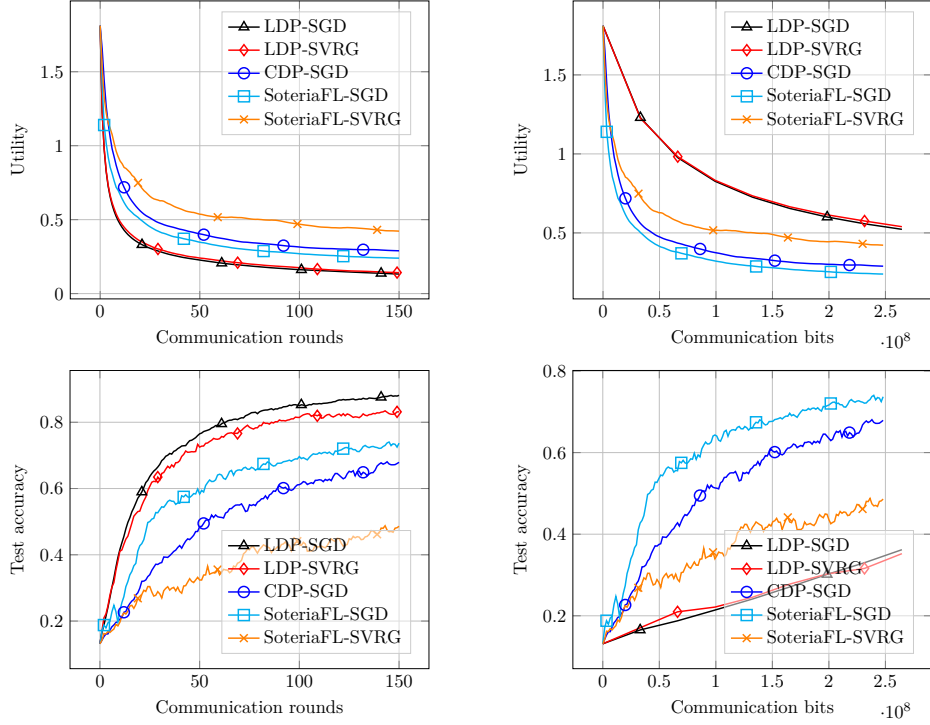 LDP-SGD
LDP-SVRG
CDP-SGD
SoteriaFL-SGD
SoteriaFL-SVRG
1.5
1
0.5
0
Utility
0
50
100
150
Communication rounds
LDP-SGD
LDP-SVRG
CDP-SGD
SoteriaFL-SGD
SoteriaFL-SVRG
1.5
1
0.5
Utility
0
0.5
1
1.5
2
2.5
·10⁸
Communication bits
0.8
0.6
0.4
0.2
Test accuracy
LDP-SGD
LDP-SVRG
CDP-SGD
SoteriaFL-SGD
SoteriaFL-SVRG
0
50
100
150
Communication rounds
0.8
0.6
0.4
0.2
Test accuracy
LDP-SGD
LDP-SVRG
CDP-SGD
SoteriaFL-SGD
SoteriaFL-SVRG
0
0.5
1
1.5
2
2.5
·10⁸
Communication bits